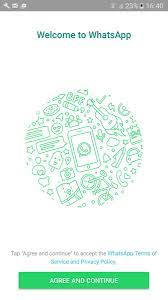 23% 16:40
Welcome to WhatsApp
Tap "Agree and continue" to accept the WhatsApp Terms of
Service and Privacy Policy.
AGREE AND CONTINUE